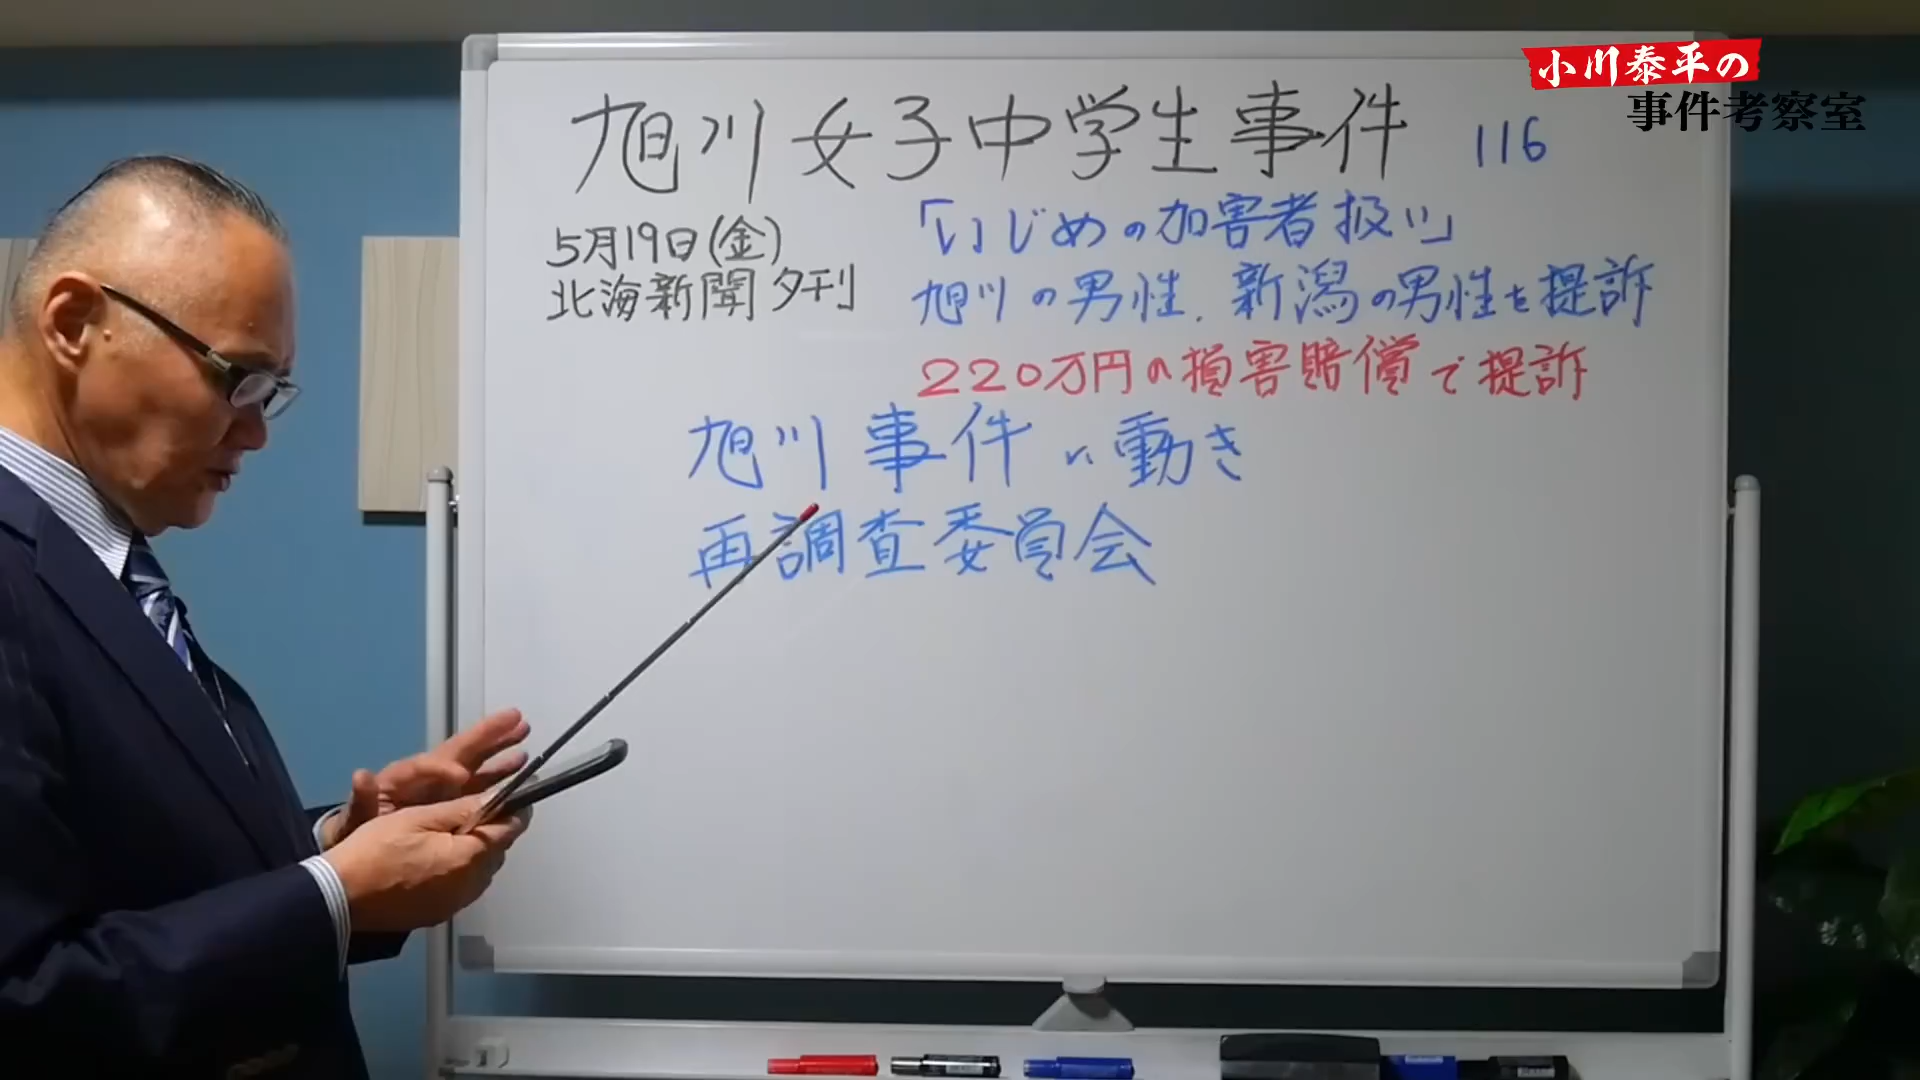 小川泰平の
事件考察室
旭川女子中学生事件 116
5月19日(金)
北海新聞夕刊
「いじめの加害者扱い」
旭川の男性、新潟の男性を提訴
220万円の損害賠償で提訴
旭川事件に動き
再調査委員会